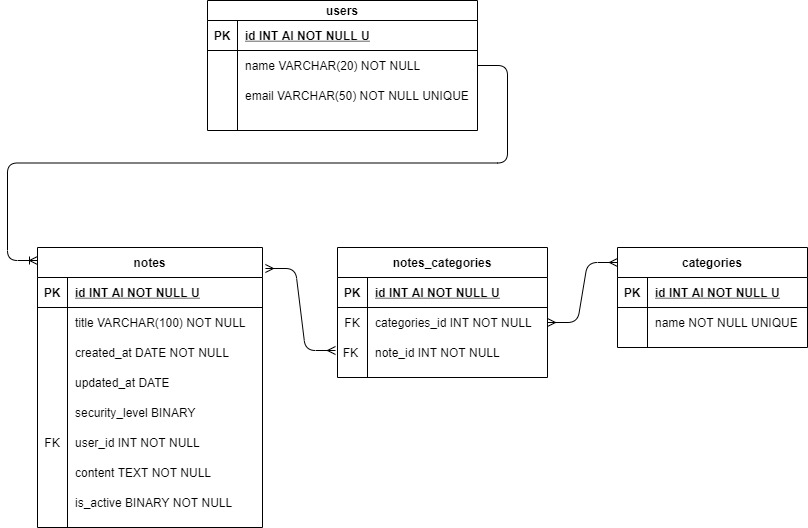 users
PK id INT AI NOT NULL U
name VARCHAR(20) NOT NULL
email VARCHAR(50) NOT NULL UNIQUE
notes
PK id INT AI NOT NULL U
title VARCHAR(100) NOT NULL
created_at DATE NOT NULL
updated_at DATE
security_level BINARY
FK user_id INT NOT NULL
content TEXT NOT NULL
is_active BINARY NOT NULL
notes_categories
PK id INT AI NOT NULL U
FK categories_id INT NOT NULL
FK note_id INT NOT NULL
categories
PK id INT AI NOT NULL U
name NOT NULL UNIQUE